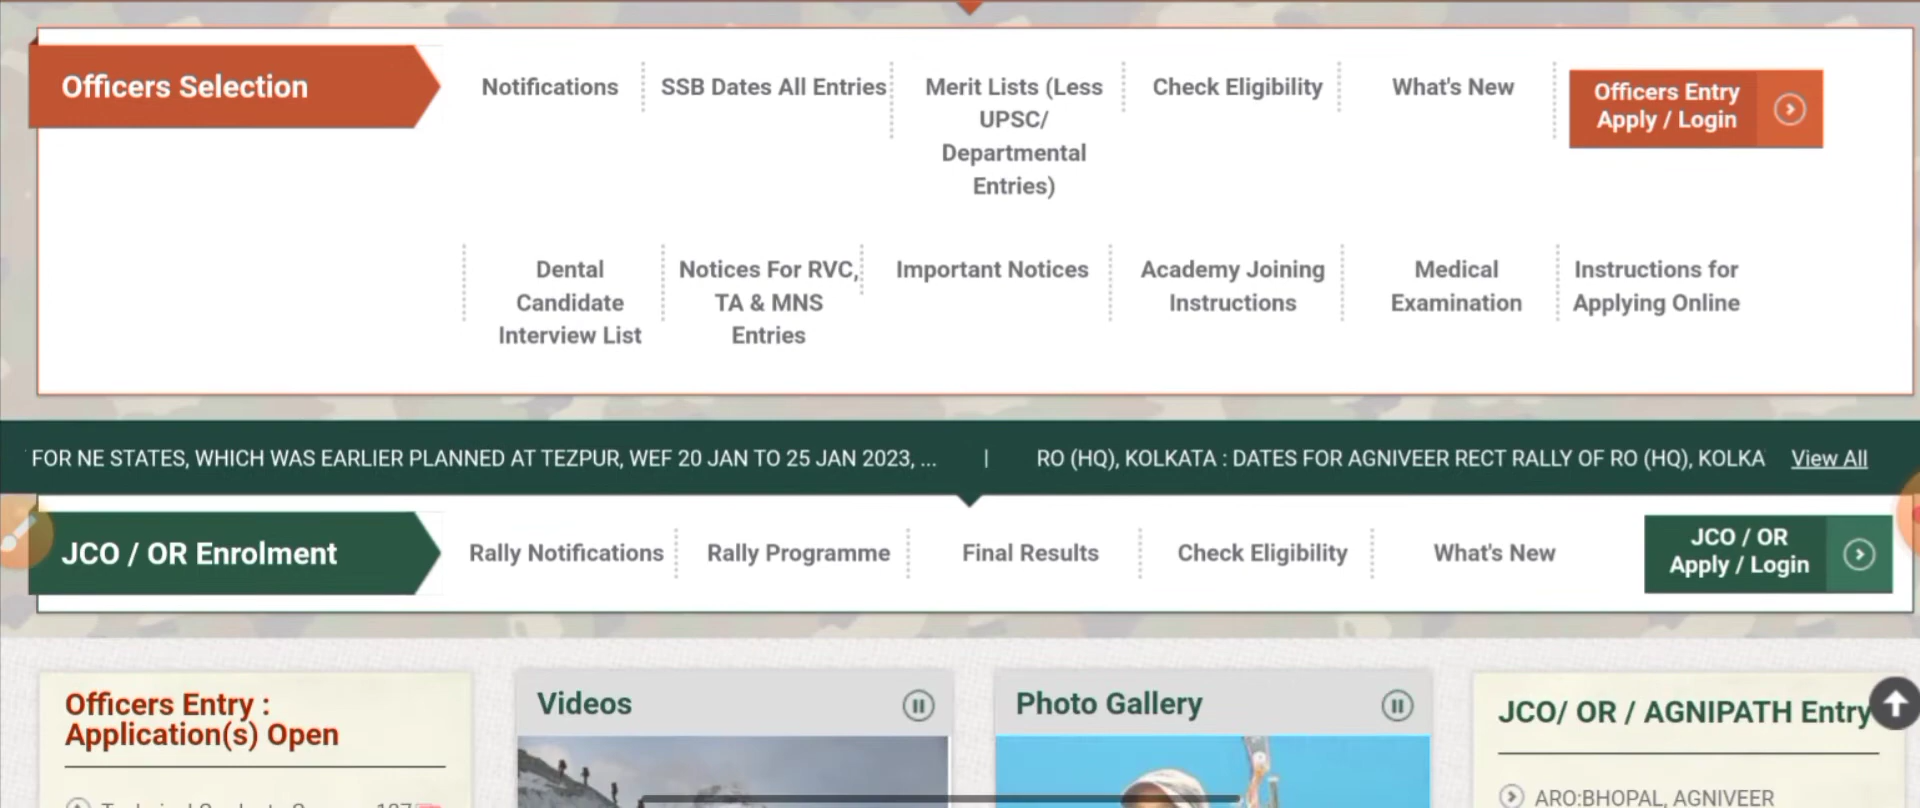 Officers Selection
Notifications
SSB Dates All Entries
Merit Lists (Less
UPSC/
Departmental
Entries)
Check Eligibility
What's New
Officers Entry
Apply / Login
Dental
Candidate
Interview List
Notices For RVC,
TA & MNS
Entries
Important Notices
Academy Joining
Instructions
Medical
Examination
Instructions for
Applying Online
FOR NE STATES, WHICH WAS EARLIER PLANNED AT TEZPUR, WEF 20 JAN TO 25 JAN 2023, ... | RO (HQ), KOLKATA : DATES FOR AGNIVEER RECT RALLY OF RO (HQ), KOLKA View All
JCO / OR Enrolment
Rally Notifications
Rally Programme
Final Results
Check Eligibility
What's New
JCO / OR
Apply / Login
Officers Entry :
Application(s) Open
Videos
Photo Gallery
JCO/ OR / AGNIPATH Entry
ARO:BHOPAL, AGNIVEER